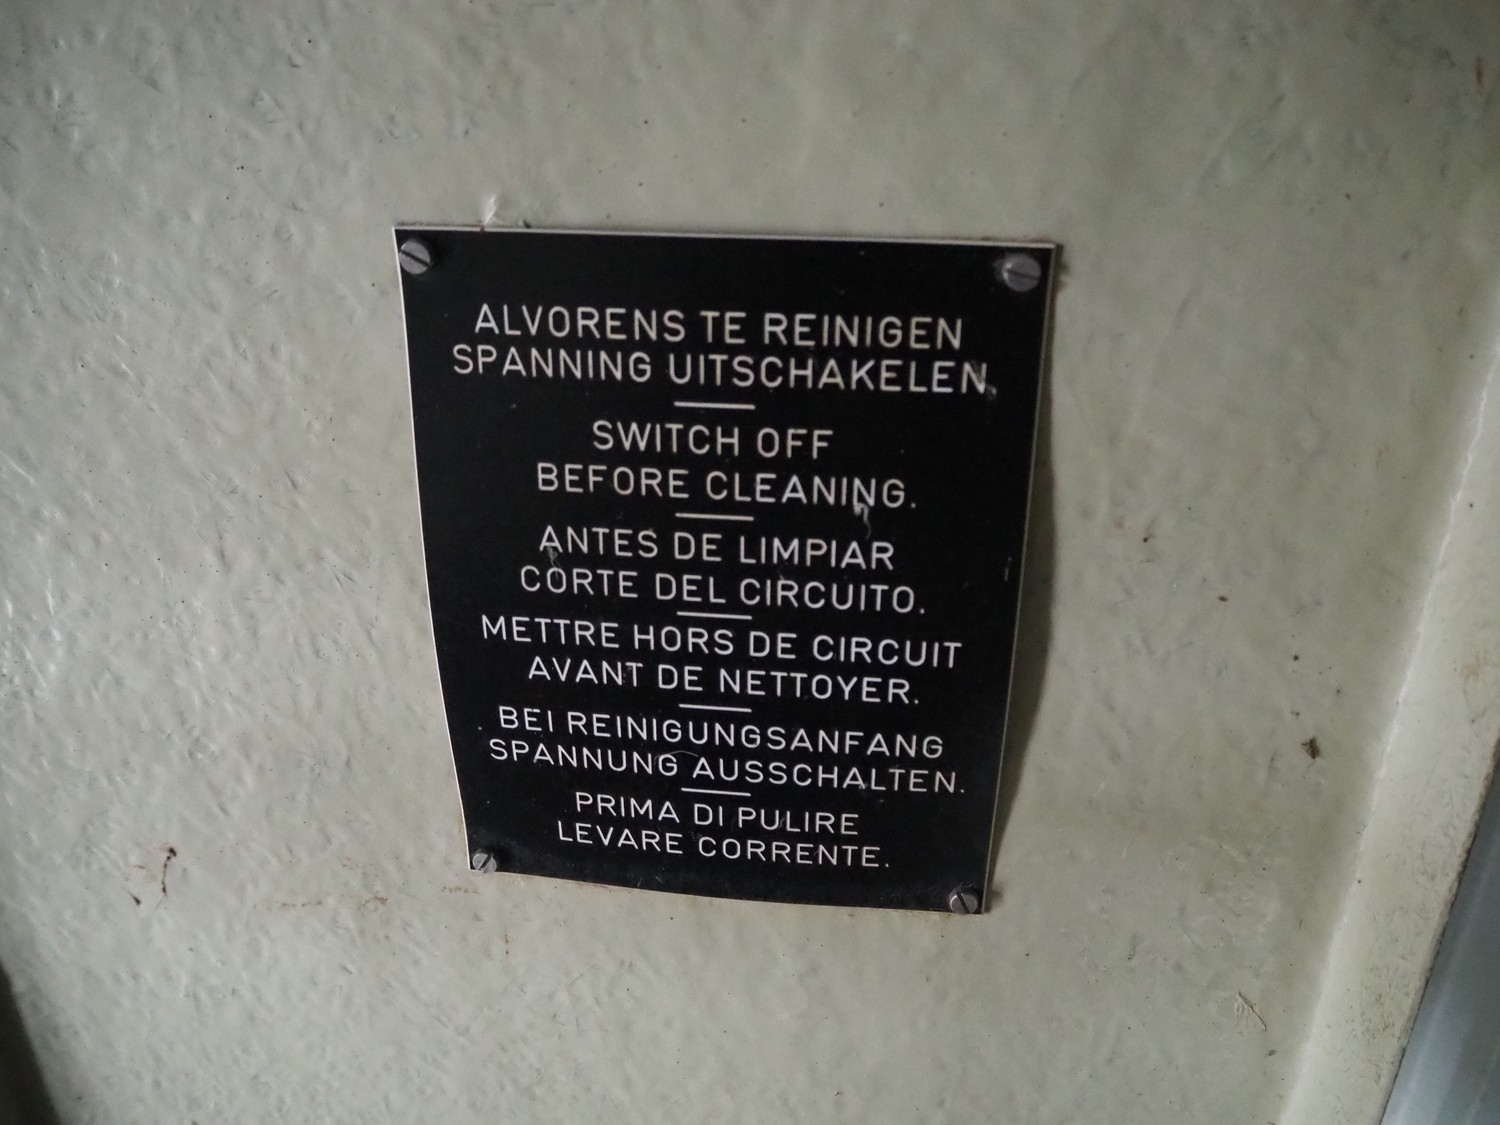 ALVORENS TE REINIGEN
SPANNING UITSCHAKELEN.
SWITCH OFF
BEFORE CLEANING.
ANTES DE LIMPIAR
CORTE DEL CIRCUITO.
METTRE HORS DE CIRCUIT
AVANT DE NETTOYER.
BEI REINIGUNGSANFANG
SPANNUNG AUSSCHALTEN.
PRIMA DI PULIRE
LEVARE CORRENTE.